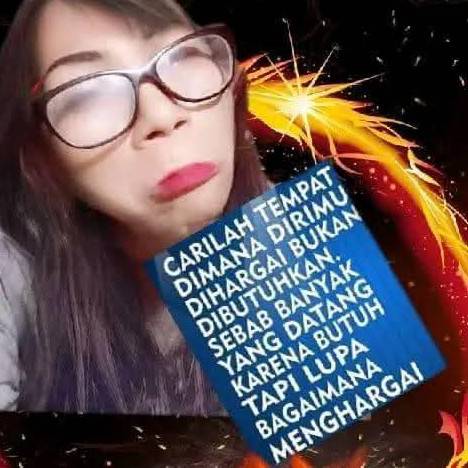 CARILAH TEMPAT
DIMANA DIRIMU
DIHARGAI BUKAN
DIBUTUHKAN.
SEBAB BANYAK
YANG DATANG
KARENA BUTUH
TAPI LUPA
BAGAIMANA
MENGHARGAI